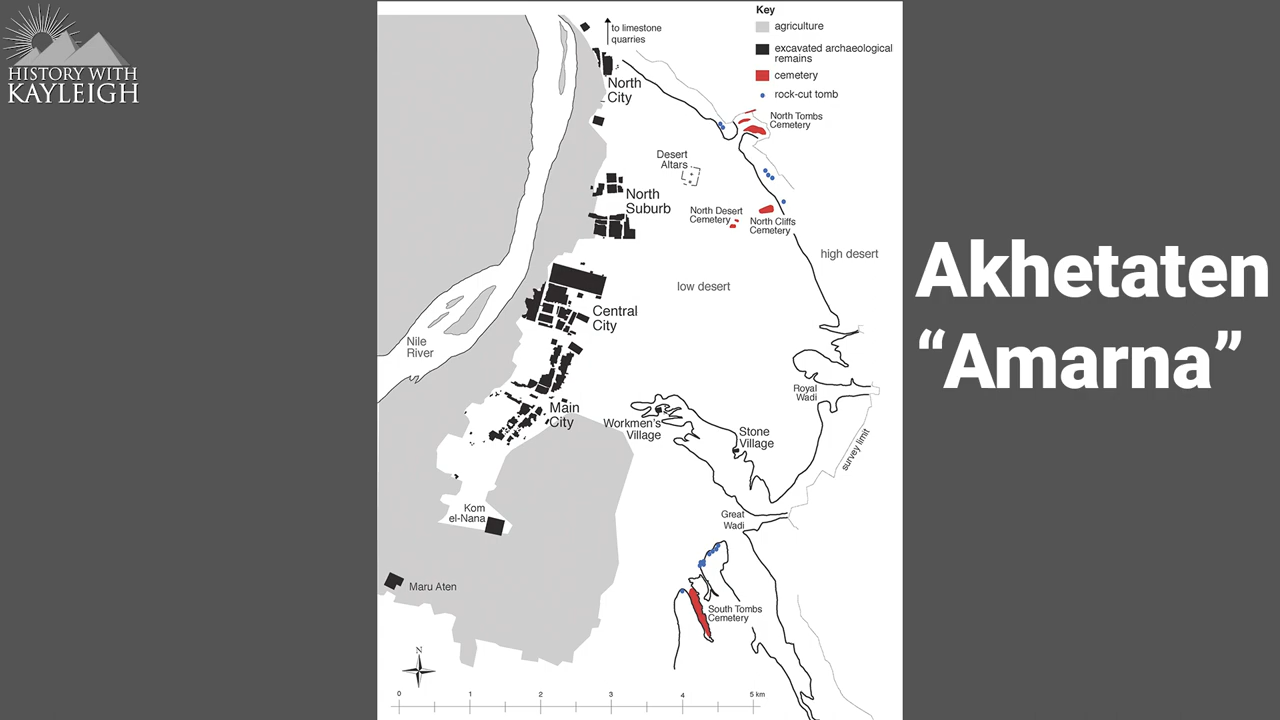 HISTORY WITH
KAYLEIGH
to limestone
quarries
Key
agriculture
excavated archaeological
remains
cemetery
rock-cut tomb
North
City
North Tombs
Cemetery
Desert
Altars
North
Suburb
North Desert
Cemetery
North Cliffs
Cemetery
high desert
low desert
Central
City
Nile
River
Royal
Wadi
Main
City
Workmen's
Village
Stone
Village
survey limit
Kom
el-Nana
Great
Wadi
Maru Aten
South Tombs
Cemetery
N
0 1 2 3 4 5 km
Akhetaten
“Amarna”